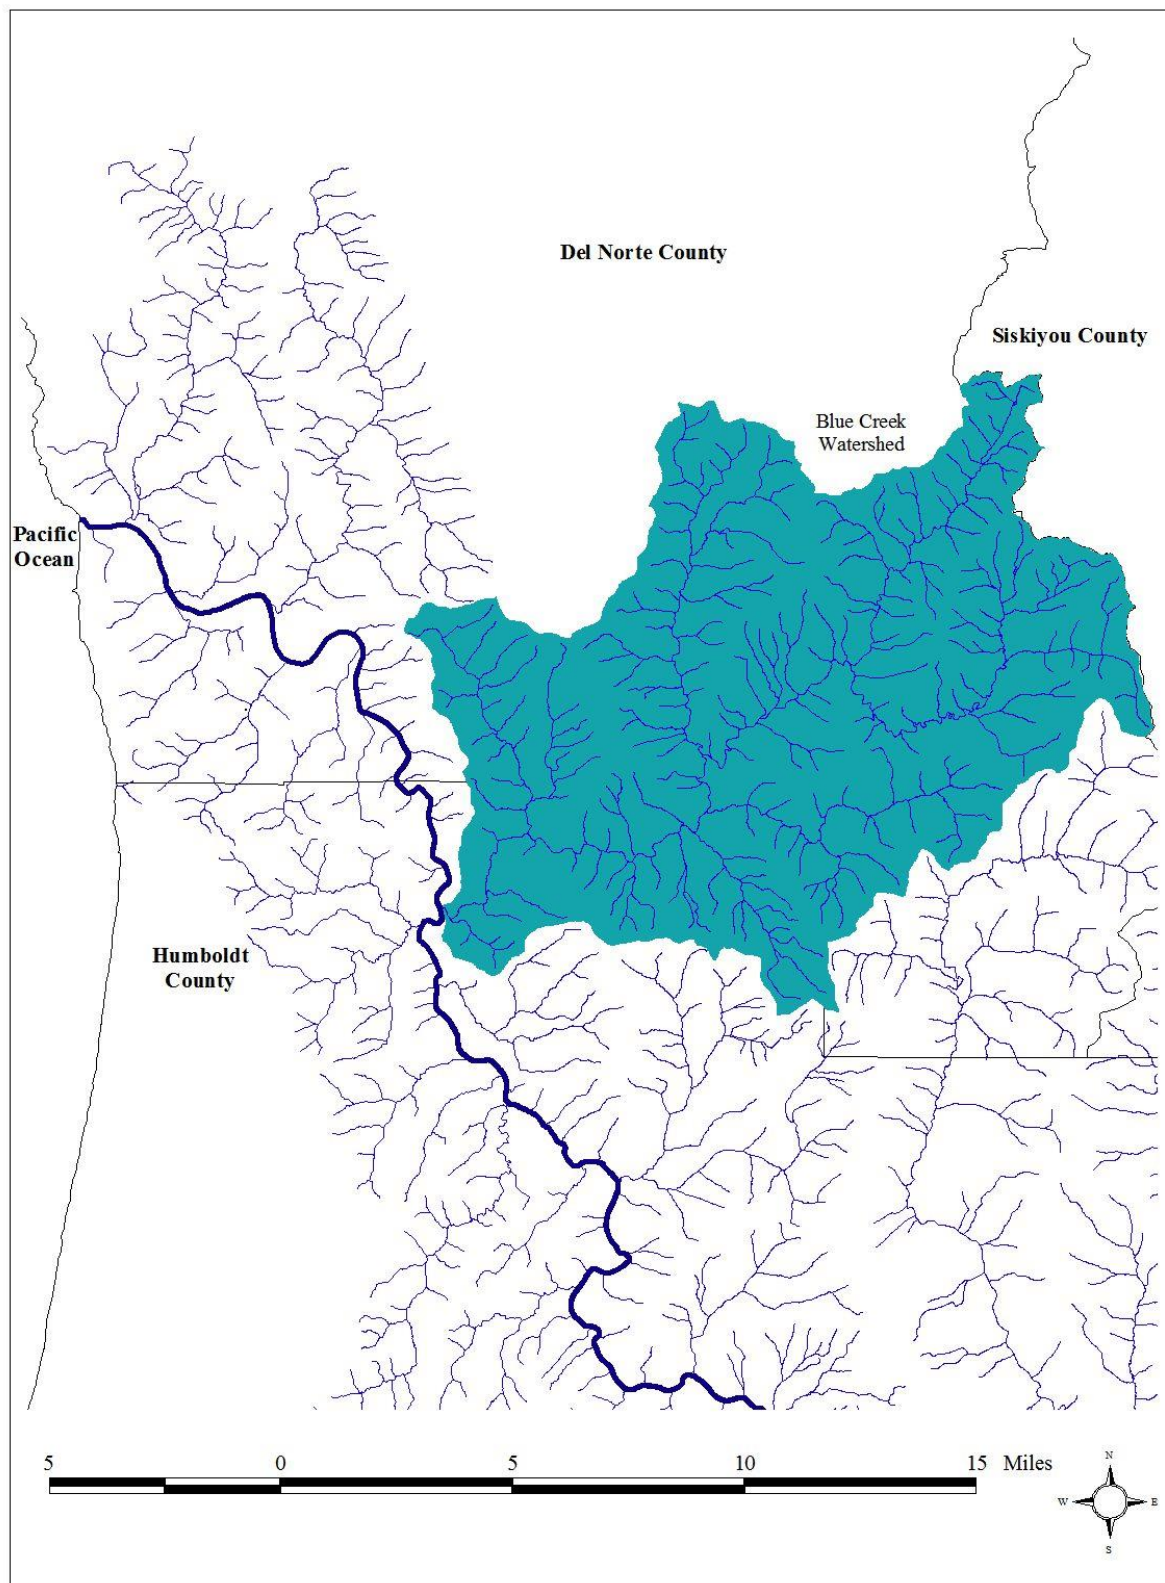 Del Norte County
Siskiyou County
Blue Creek
Watershed
Pacific
Ocean
Humboldt
County
5 0 5 10 15 Miles
N
W E
S